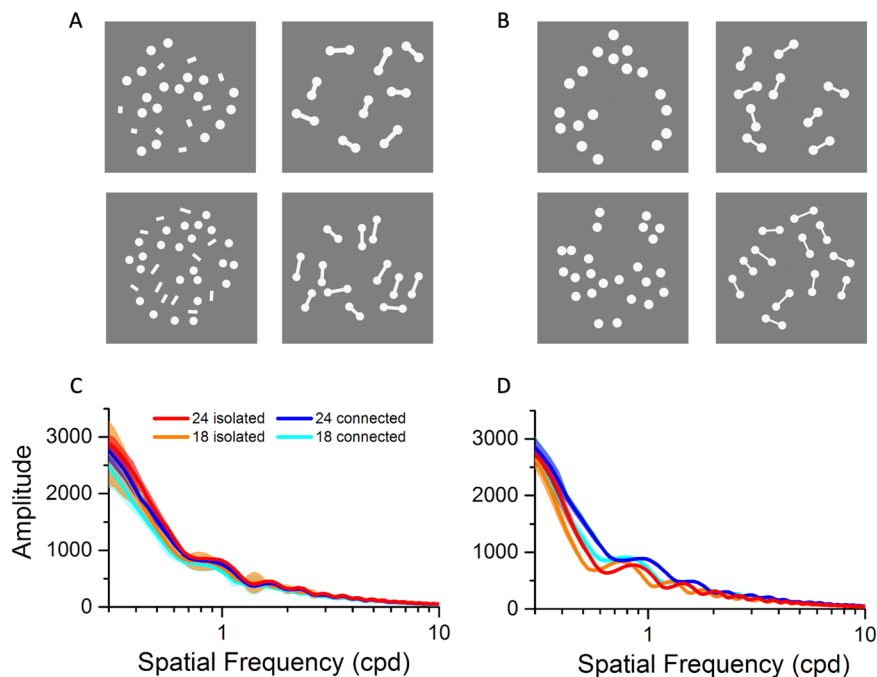 A
B
C
D
24 isolated 24 connected
18 isolated 18 connected
3000
2000
1000
0
Amplitude
1 10
Spatial Frequency (cpd)
3000
2000
1000
0
1 10
Spatial Frequency (cpd)